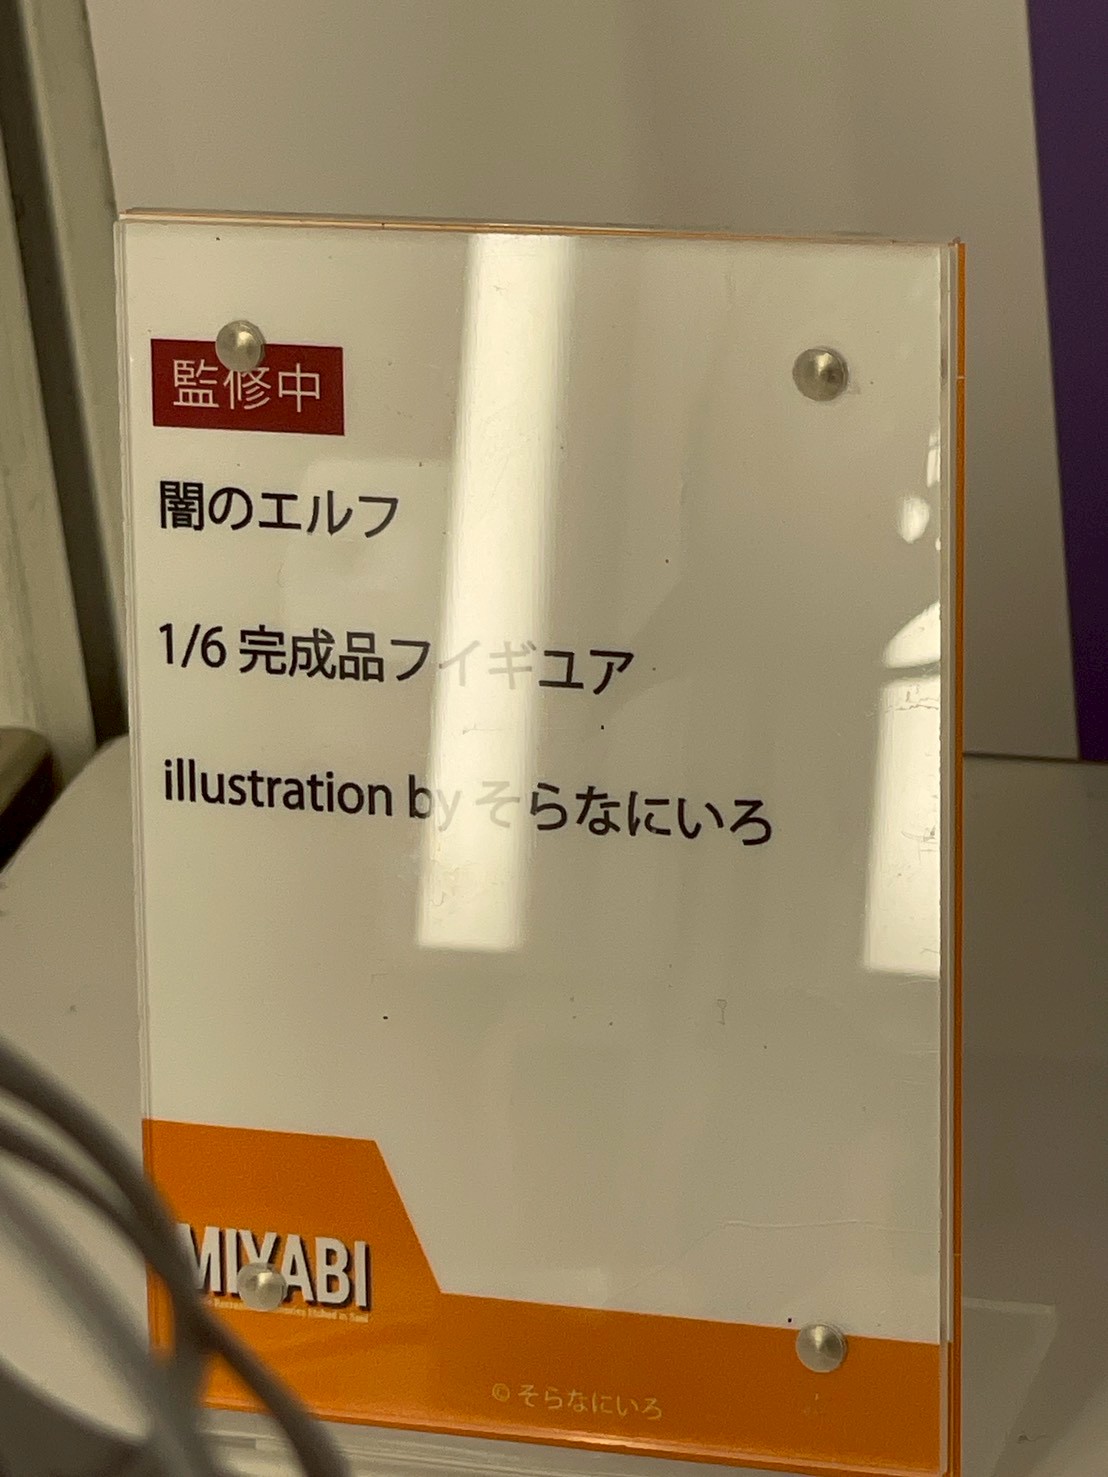 監修中
闇のエルフ
1/6 完成品フィギュア
illustration by そらなにいろ
MIYABI
© そらなにいろ